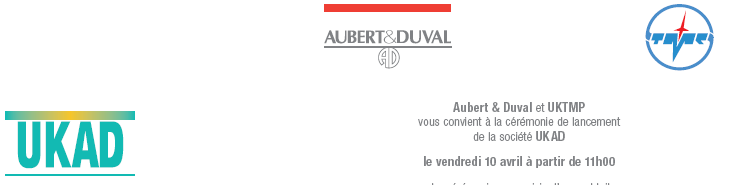 AUBERT&DUVAL
AD
UKAD
Aubert & Duval et UKTMP
vous convient à la cérémonie de lancement
de la société UKAD
le vendredi 10 avril à partir de 11h00